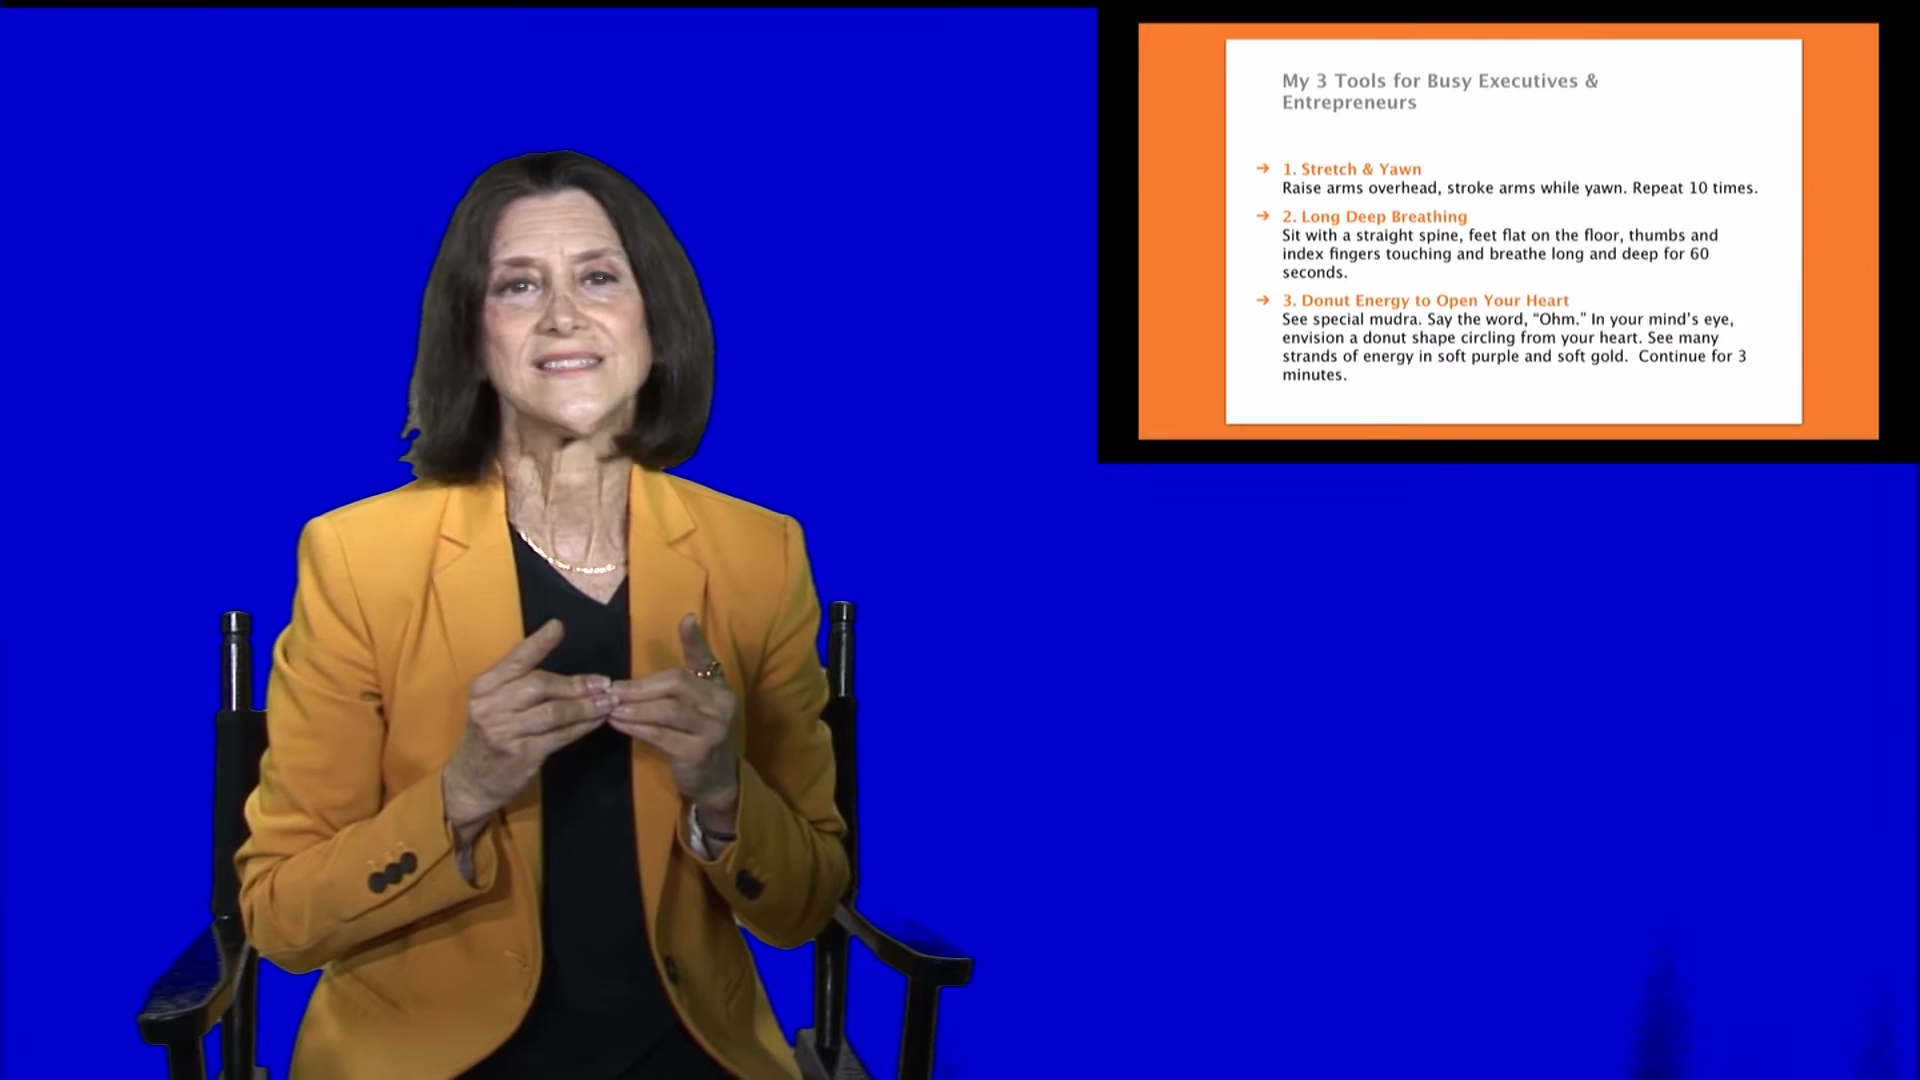 My 3 Tools for Busy Executives &
Entrepreneurs
→ 1. Stretch & Yawn
Raise arms overhead, stroke arms while yawn. Repeat 10 times.
→ 2. Long Deep Breathing
Sit with a straight spine, feet flat on the floor, thumbs and
index fingers touching and breathe long and deep for 60
seconds.
→ 3. Donut Energy to Open Your Heart
See special mudra. Say the word, “Ohm.” In your mind’s eye,
envision a donut shape circling from your heart. See many
strands of energy in soft purple and soft gold.  Continue for 3
minutes.